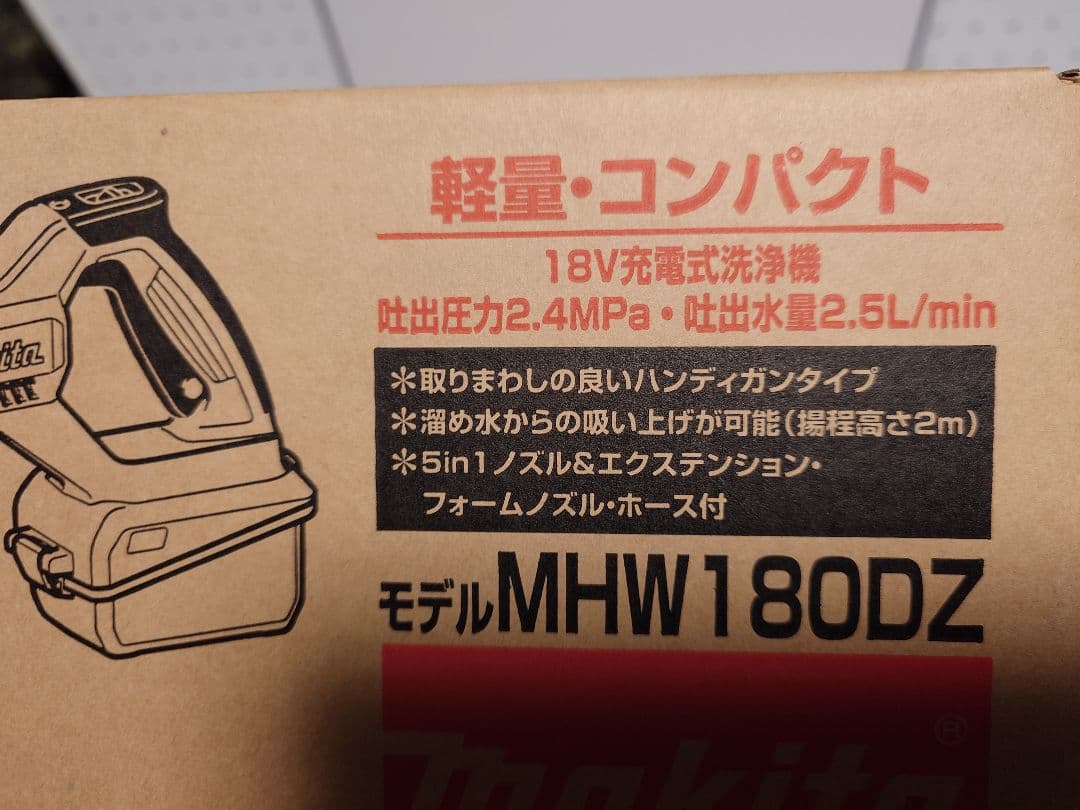 軽量・コンパクト
18V充電式洗浄機
吐出圧力2.4MPa・吐出水量2.5L/min
＊取りまわしの良いハンディガンタイプ
＊溜め水からの吸い上げが可能(揚程高さ2m)
＊5in1ノズル&エクステンション・
フォームノズル・ホース付
モデルMHW180DZ
makita®